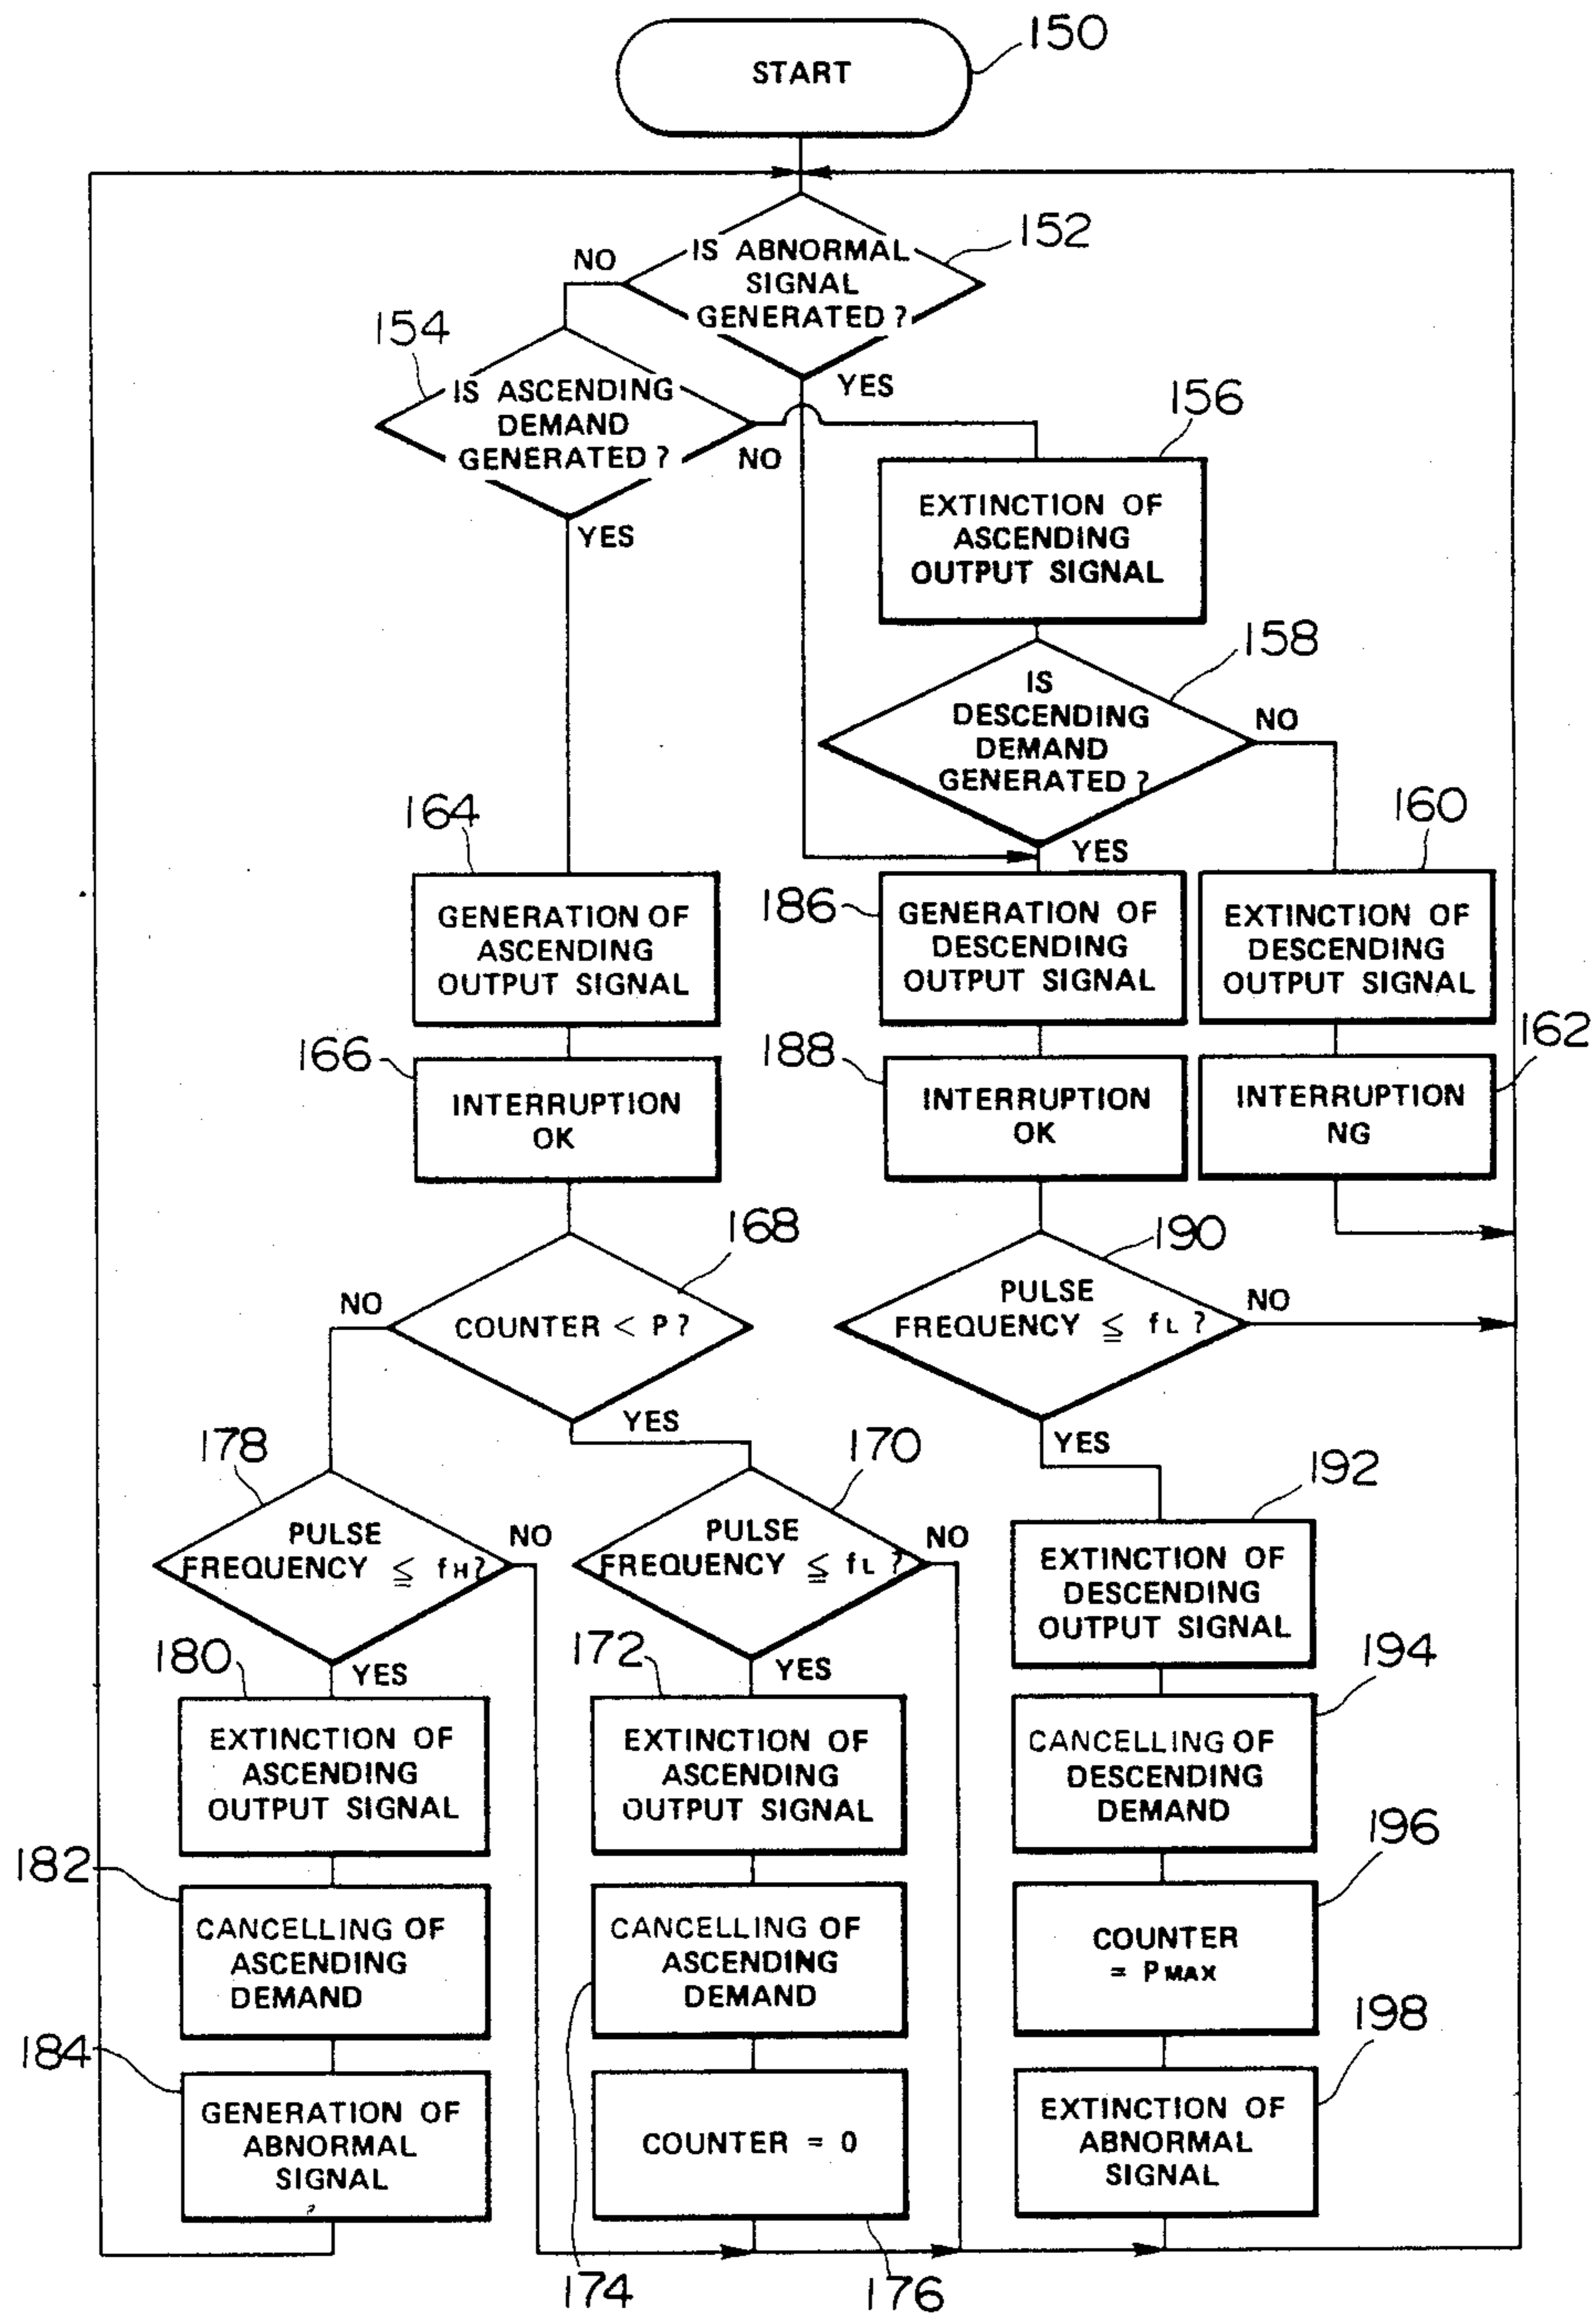 150
START
152
IS ABNORMAL
SIGNAL
GENERATED ?
NO
YES
154
IS ASCENDING
DEMAND
GENERATED ?
NO
YES
156
EXTINCTION OF
ASCENDING
OUTPUT SIGNAL
158
IS
DESCENDING
DEMAND
GENERATED ?
NO
YES
164
GENERATION OF
ASCENDING
OUTPUT SIGNAL
186
GENERATION OF
DESCENDING
OUTPUT SIGNAL
160
EXTINCTION OF
DESCENDING
OUTPUT SIGNAL
166
INTERRUPTION
OK
188
INTERRUPTION
OK
162
INTERRUPTION
NG
168
COUNTER < P ?
NO
YES
190
PULSE
FREQUENCY ≦ fL ?
NO
YES
178
PULSE
FREQUENCY ≦ fH ?
NO
YES
170
PULSE
FREQUENCY ≦ fL ?
NO
YES
192
EXTINCTION OF
DESCENDING
OUTPUT SIGNAL
180
EXTINCTION OF
ASCENDING
OUTPUT SIGNAL
172
EXTINCTION OF
ASCENDING
OUTPUT SIGNAL
194
CANCELLING OF
DESCENDING
DEMAND
182
CANCELLING OF
ASCENDING
DEMAND
CANCELLING OF
ASCENDING
DEMAND
174
196
COUNTER
= PMAX
184
GENERATION OF
ABNORMAL
SIGNAL
COUNTER = 0
176
198
EXTINCTION OF
ABNORMAL
SIGNAL